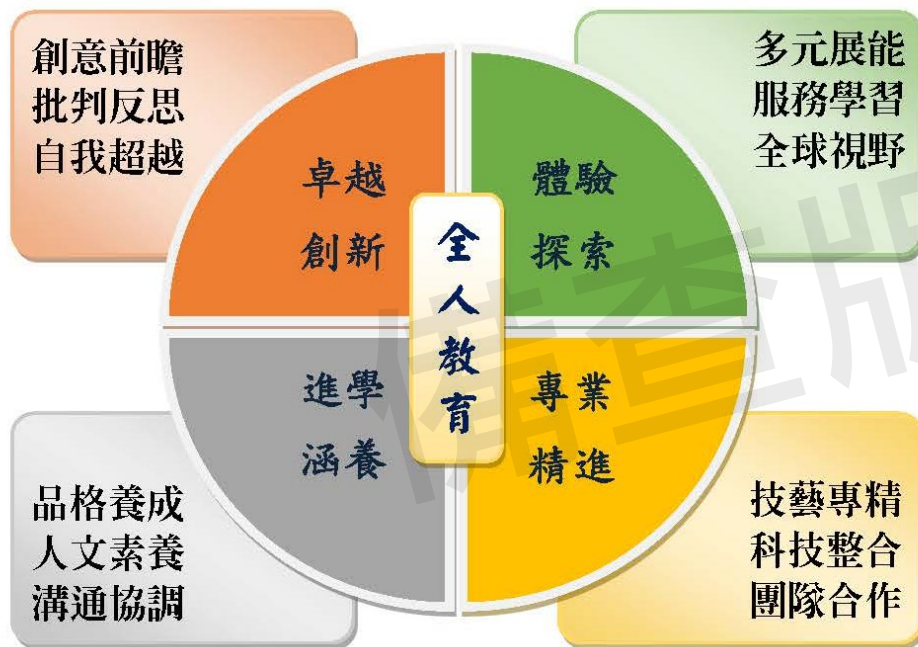 創意前瞻
批判反思
自我超越
多元展能
服務學習
全球視野
卓越
創新
體驗
探索
全人教育
進學
涵養
專業
精進
品格養成
人文素養
溝通協調
技藝專精
科技整合
團隊合作
備查版